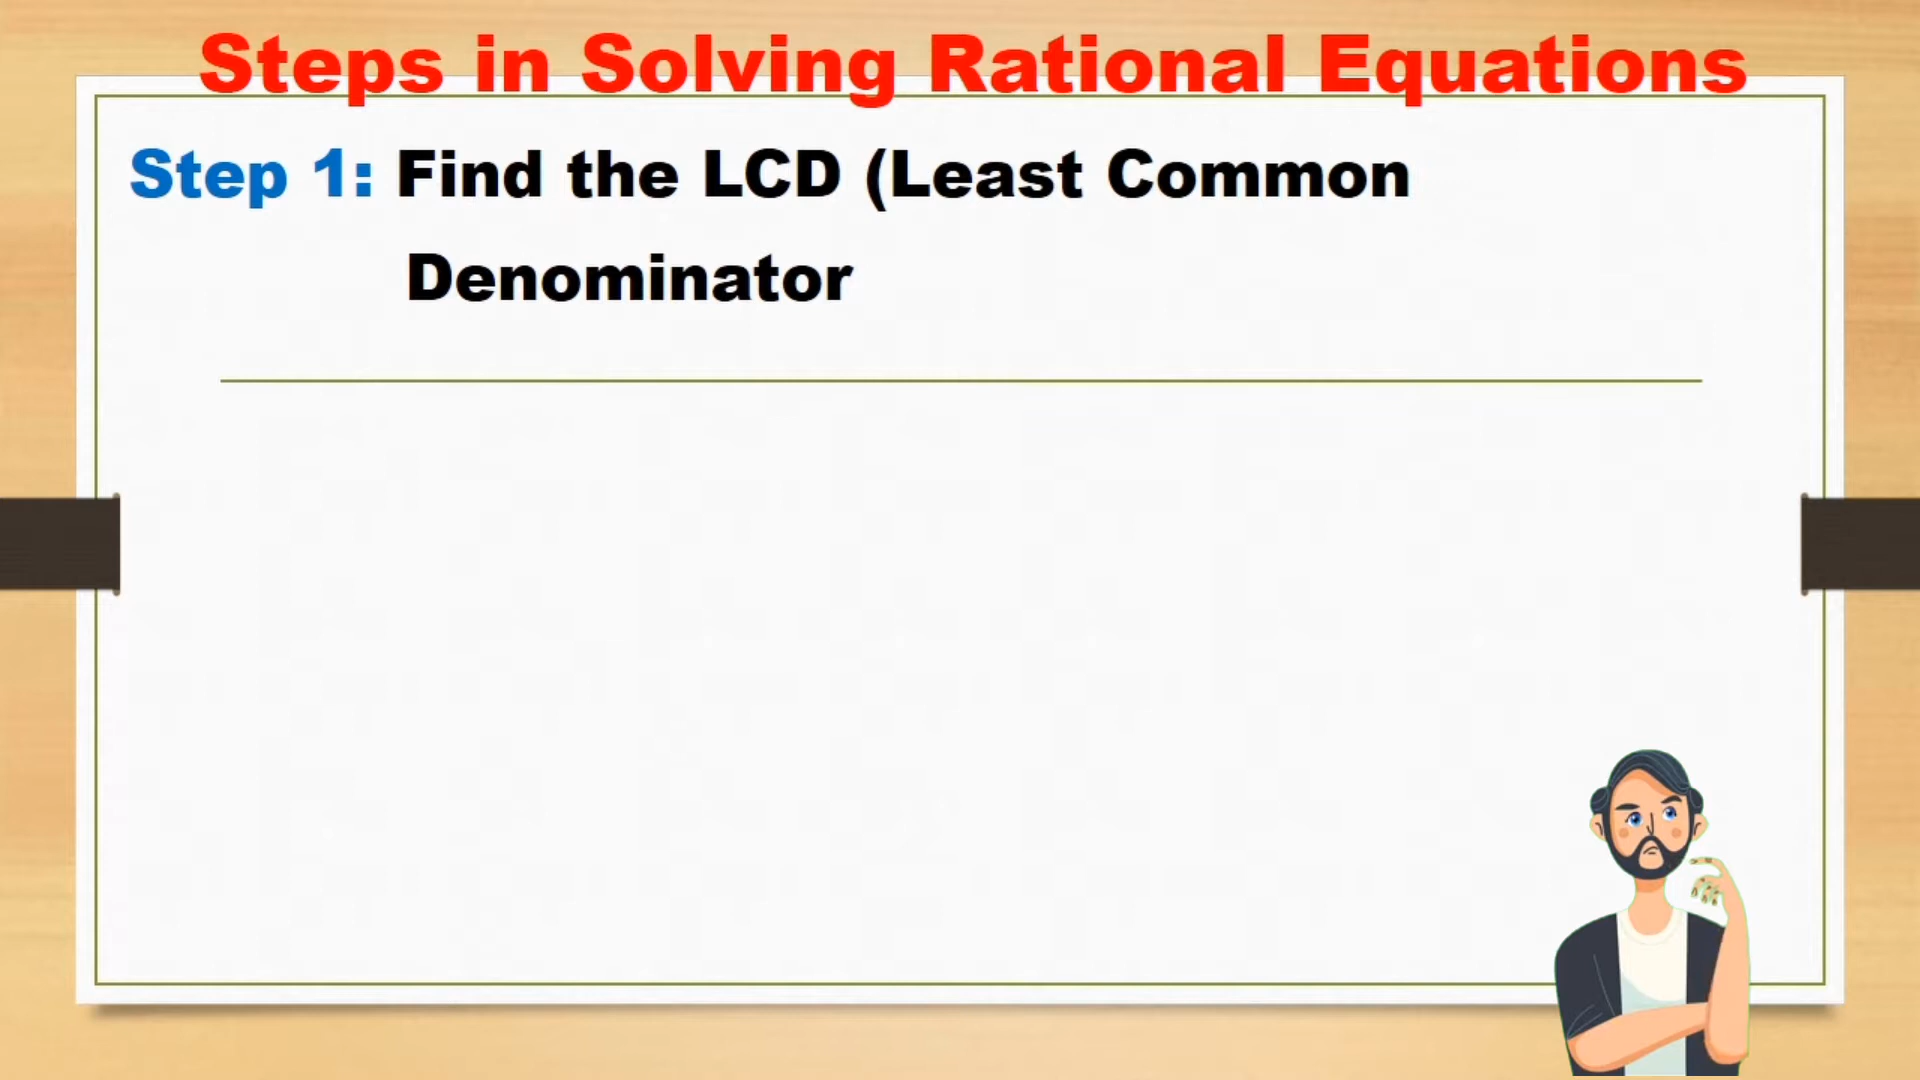 Steps in Solving Rational Equations
Step 1: Find the LCD (Least Common
Denominator